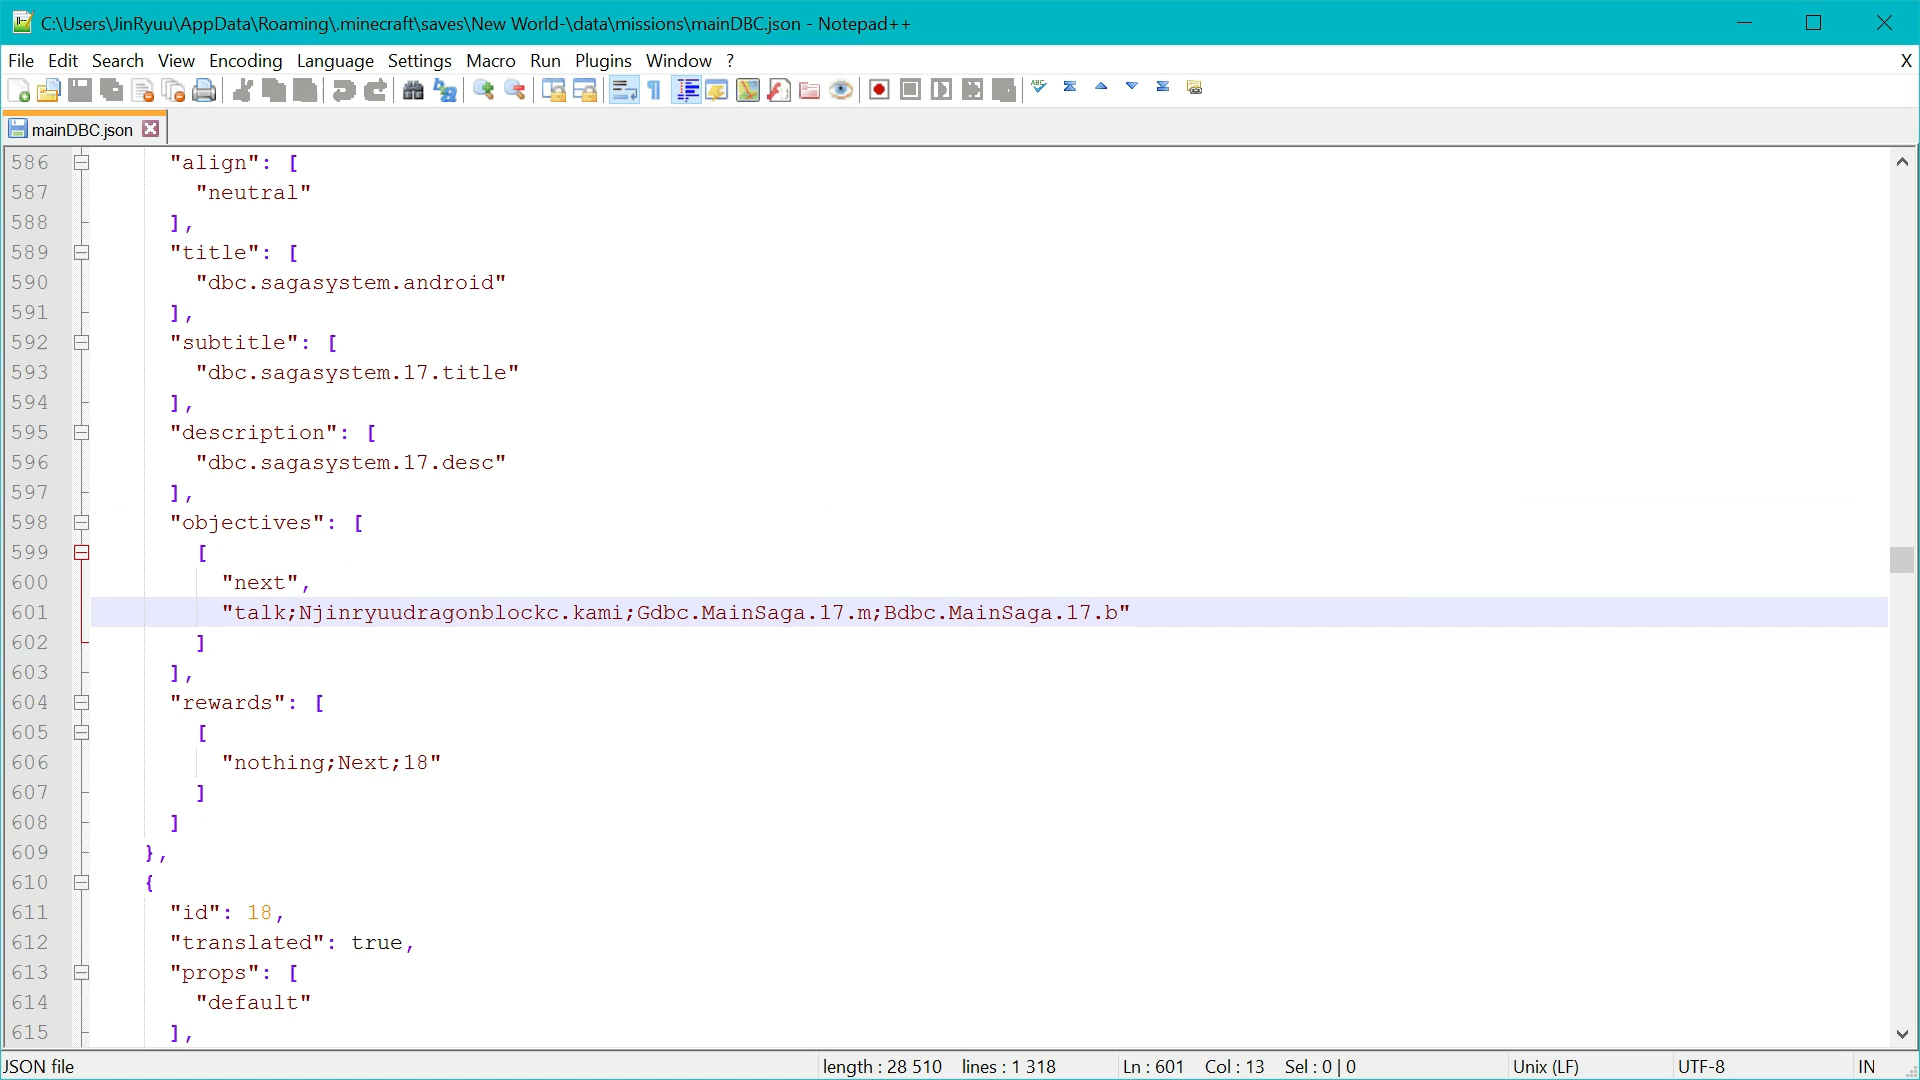 C:\Users\JinRyuu\AppData\Roaming\.minecraft\saves\New World-\data\missions\mainDBC.json - Notepad++
File Edit Search View Encoding Language Settings Macro Run Plugins Window ? X
mainDBC.json
586 "align": [
587 "neutral"
588 ],
589 "title": [
590 "dbc.sagasystem.android"
591 ],
592 "subtitle": [
593 "dbc.sagasystem.17.title"
594 ],
595 "description": [
596 "dbc.sagasystem.17.desc"
597 ],
598 "objectives": [
599 [
600 "next",
601 "talk;Njinryuudragonblockc.kami;Gdbc.MainSaga.17.m;Bdbc.MainSaga.17.b"
602 ]
603 ],
604 "rewards": [
605 [
606 "nothing;Next;18"
607 ]
608 ]
609 },
610 {
611 "id": 18,
612 "translated": true,
613 "props": [
614 "default"
615 ],
JSON file length : 28 510 lines : 1 318 Ln : 601 Col : 13 Sel : 0 | 0 Unix (LF) UTF-8 IN